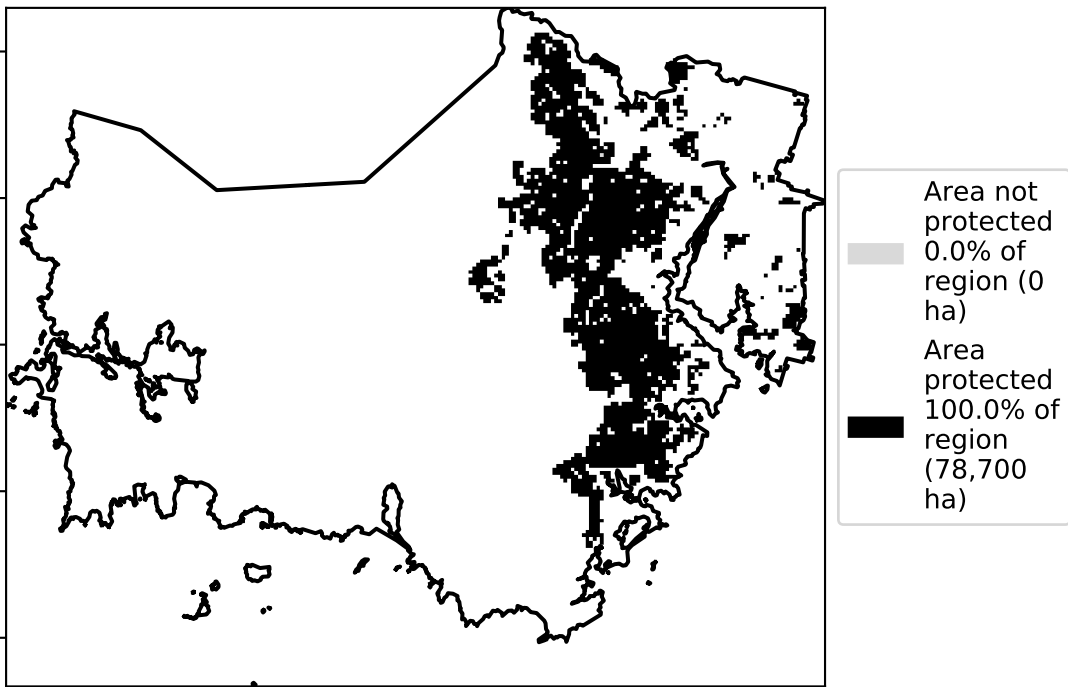 Area not
protected
0.0% of
region (0
ha)
Area
protected
100.0% of
region
(78,700
ha)